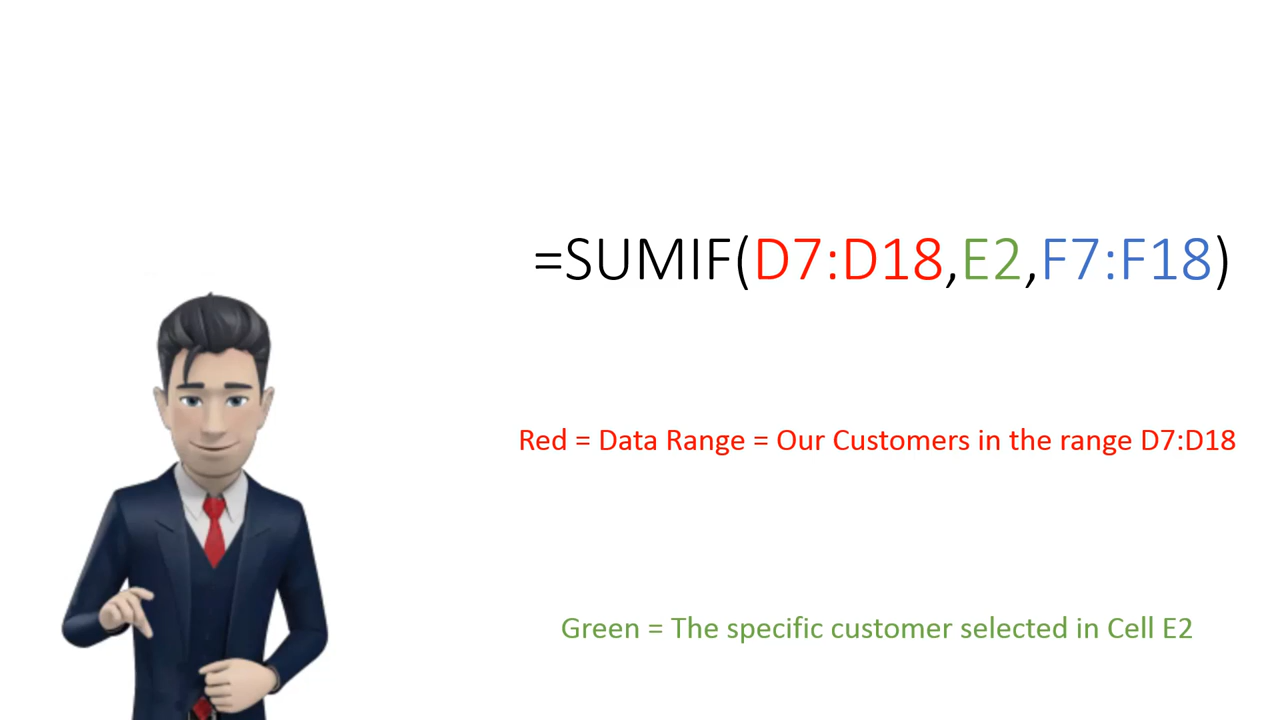 =SUMIF(D7:D18,E2,F7:F18)
Red = Data Range = Our Customers in the range D7:D18
Green = The specific customer selected in Cell E2